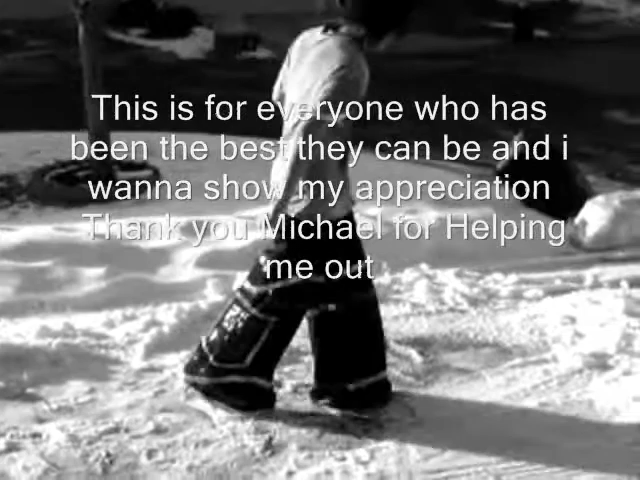 This is for everyone who has
been the best they can be and i
wanna show my appreciation
Thank you Michael for Helping
me out